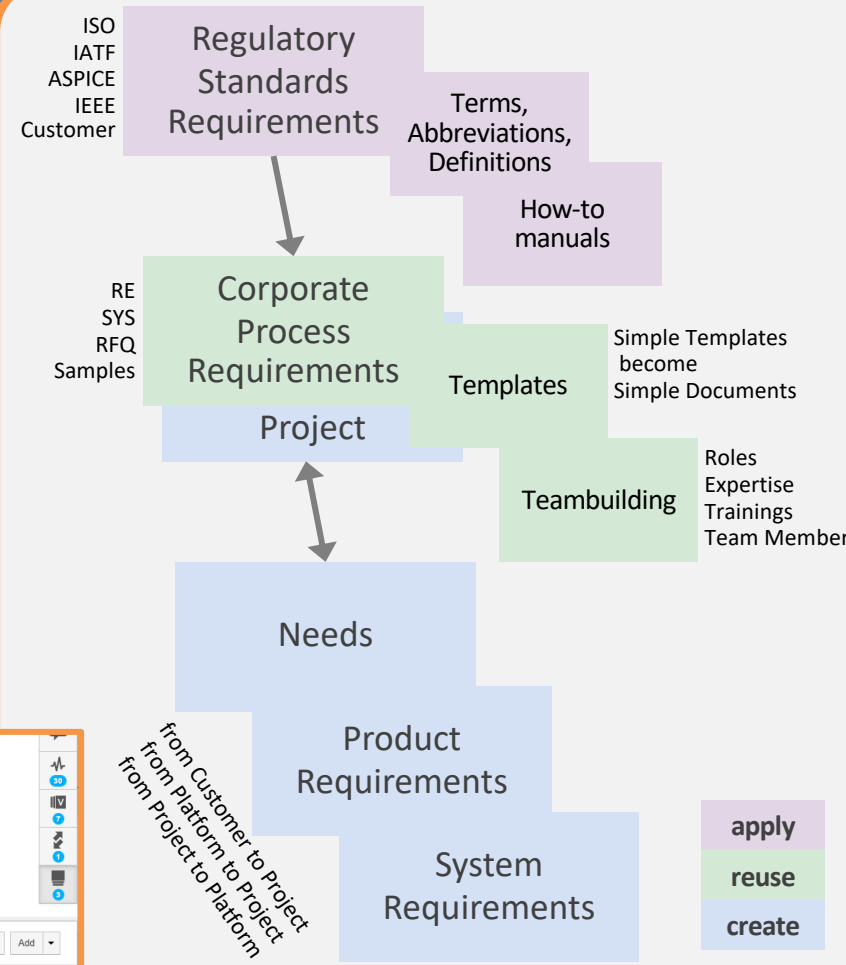 ISO
IATF
ASPICE
IEEE
Customer
Regulatory
Standards
Requirements
Terms,
Abbreviations,
Definitions
How-to
manuals
RE
SYS
RFQ
Samples
Corporate
Process
Requirements
Project
Templates
Simple Templates
become
Simple Documents
Teambuilding
Roles
Expertise
Trainings
Team Member
Needs
Product
Requirements
System
Requirements
from Customer to Project
from Platform to Project
from Project to Platform
30
V
7
1
3
Add
apply
reuse
create